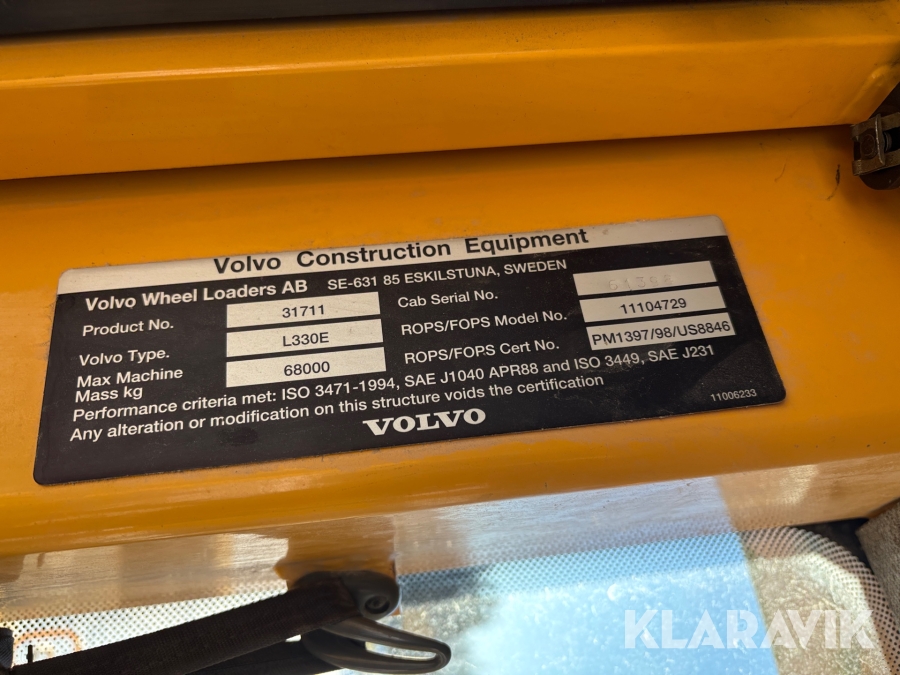 Volvo Construction Equipment
Volvo Wheel Loaders AB SE-631 85 ESKILSTUNA, SWEDEN
Product No. 31711
Volvo Type. L330E
Max Machine Mass kg 68000
Cab Serial No.
ROPS/FOPS Model No. 11104729
ROPS/FOPS Cert No. PM1397/98/US8846
Performance criteria met: ISO 3471-1994, SAE J1040 APR88 and ISO 3449, SAE J231
Any alteration or modification on this structure voids the certification
11006233
VOLVO
KLARAVIK